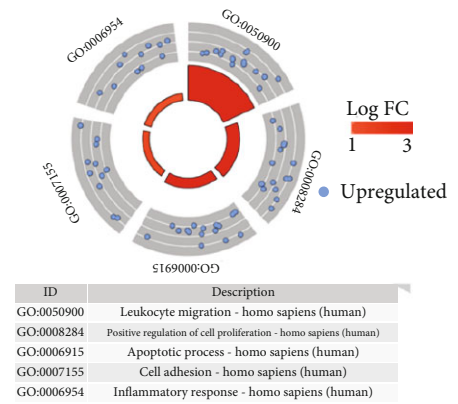 GO:0006954
GO:0050900
GO:0007155
GO:0008284
GO:0006915
Log FC
1 3
Upregulated
ID Description
GO:0050900 Leukocyte migration - homo sapiens (human)
GO:0008284 Positive regulation of cell proliferation - homo sapiens (human)
GO:0006915 Apoptotic process - homo sapiens (human)
GO:0007155 Cell adhesion - homo sapiens (human)
GO:0006954 Inflammatory response - homo sapiens (human)